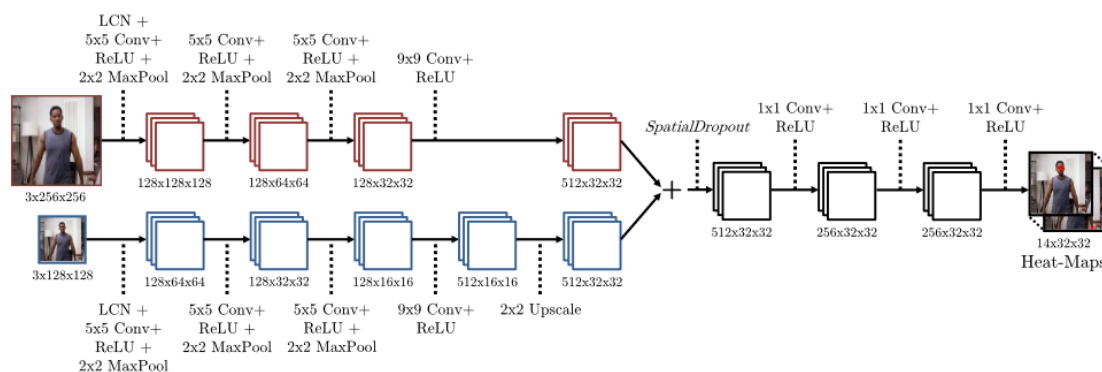 LCN +
5x5 Conv+
ReLU +
2x2 MaxPool
5x5 Conv+
ReLU +
2x2 MaxPool
5x5 Conv+
ReLU +
2x2 MaxPool
9x9 Conv+
ReLU
3x256x256
128x128x128
128x64x64
128x32x32
512x32x32
SpatialDropout
1x1 Conv+
ReLU
1x1 Conv+
ReLU
1x1 Conv+
ReLU
+
512x32x32
256x32x32
256x32x32
14x32x32
Heat-Maps
3x128x128
128x64x64
128x32x32
128x16x16
512x16x16
512x32x32
LCN +
5x5 Conv+
ReLU +
2x2 MaxPool
5x5 Conv+
ReLU +
2x2 MaxPool
5x5 Conv+
ReLU +
2x2 MaxPool
9x9 Conv+
ReLU
2x2 Upscale